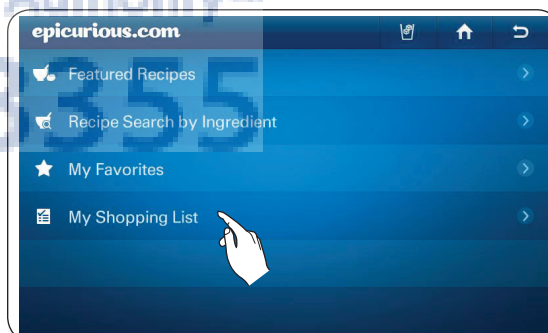 epicurious.com
Featured Recipes
Recipe Search by Ingredient
My Favorites
My Shopping List